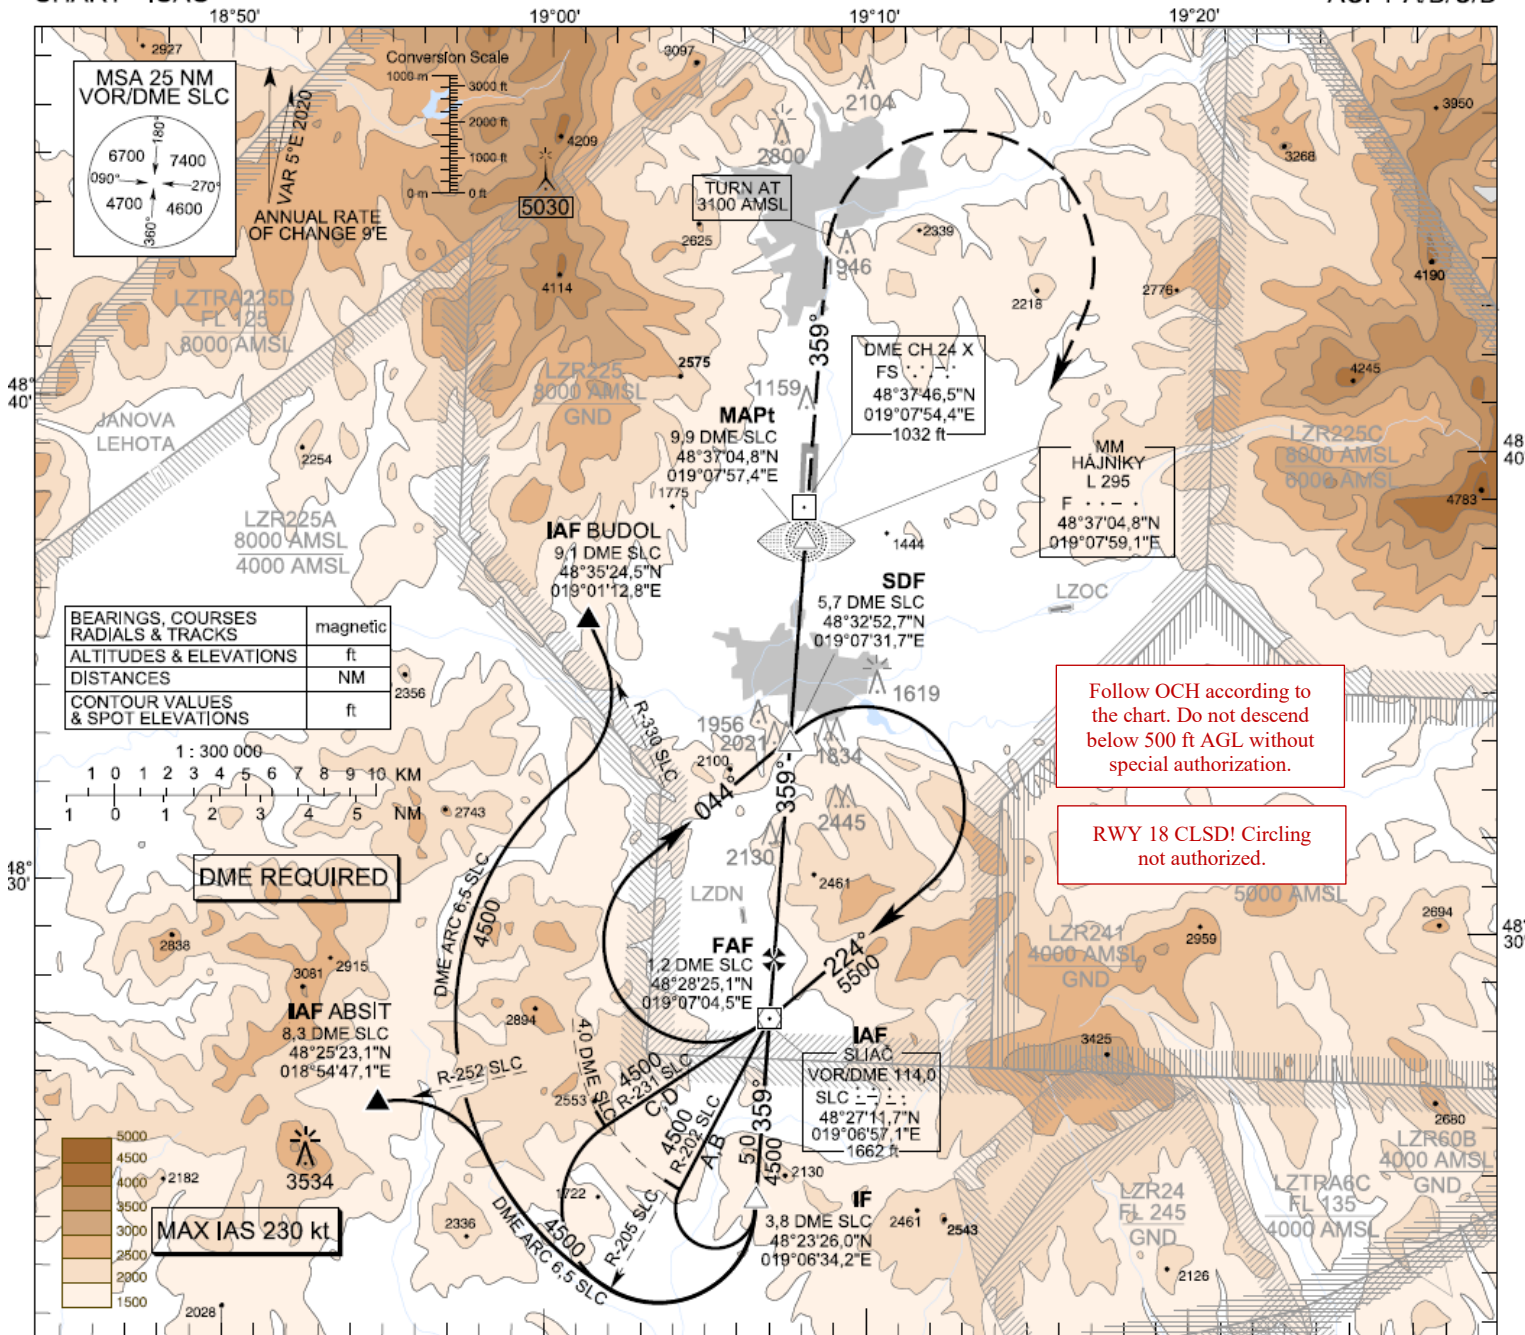 18°50'
19°00'
19°10'
19°20'
2927
MSA 25 NM
VOR/DME SLC
180°
6700
7400
090°
270°
4700
4600
360°
VAR 5°E 2020
ANNUAL RATE
OF CHANGE 9'E
Conversion Scale
1000 m
3000 ft
2000 ft
1000 ft
0 m
0 ft
3097
2104
3950
2800
4209
3268
5030
TURN AT
3100 AMSL
2625
2339
1946
4190
4114
2218
2776
LZTRA225D
FL 125
8000 AMSL
359°
48°
40'
LZR225
8000 AMSL
GND
2575
1159
DME CH 24 X
FS
48°37'46,5"N
019°07'54,4"E
1032 ft
4245
JANOVA
LEHOTA
2254
MAPt
9,9 DME SLC
48°37'04,8"N
019°07'57,4"E
MM
HÁJNIKY
L 295
F
48°37'04,8"N
019°07'59,1"E
LZR225C
8000 AMSL
6000 AMSL
48
40'
4783
1775
LZR225A
8000 AMSL
4000 AMSL
IAF BUDOL
9,1 DME SLC
48°35'24,5"N
019°01'12,8"E
1444
SDF
5,7 DME SLC
48°32'52,7"N
019°07'31,7"E
LZOC
BEARINGS, COURSES
RADIALS & TRACKS
magnetic
ALTITUDES & ELEVATIONS
ft
DISTANCES
NM
CONTOUR VALUES
& SPOT ELEVATIONS
ft
2356
1619
Follow OCH according to
the chart. Do not descend
below 500 ft AGL without
special authorization.
R-330 SLC
1956
2021
1834
2100
1 : 300 000
1 0 1 2 3 4 5 6 7 8 9 10 KM
1 0 1 2 3 4 5 NM
2743
044°
359°
2445
2130
RWY 18 CLSD! Circling
not authorized.
48°
30'
DME REQUIRED
2461
LZDN
5000 AMSL
DME ARC 6,5 SLC
4500
2838
3081
2915
FAF
1,2 DME SLC
48°28'25,1"N
019°07'04,5"E
224°
5500
LZR241
4000 AMSL
GND
2959
2694
30'
IAF ABSIT
8,3 DME SLC
48°25'23,1"N
018°54'47,1"E
2894
3425
R-252 SLC
4,0 DME SLC
4500
R-231 SLC
C,D
2553
IAF
SLIAČ
VOR/DME 114,0
SLC
48°27'11,7"N
019°06'57,1"E
1662 ft
4500
R-202 SLC
A,B
359°
5,0
4500
2130
2680
LZR60B
4000 AMSL
GND
5000
4500
4000
3500
3000
2500
2000
1500
3534
2182
MAX IAS 230 kt
1722
2336
4500
DME ARC 6,5 SLC
R-205 SLC
IF
3,8 DME SLC
48°23'26,0"N
019°06'34,2"E
2461
2543
LZR24
FL 245
GND
LZTRA6C
FL 135
4000 AMSL
2126
2028